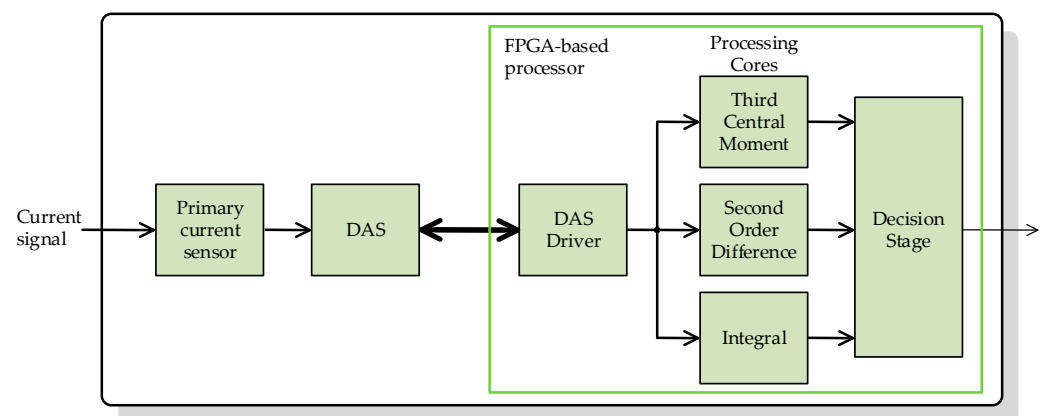 FPGA-based
processor
Processing
Cores
Third
Central
Moment
Current
signal
Primary
current
sensor
DAS
DAS
Driver
Second
Order
Difference
Decision
Stage
Integral